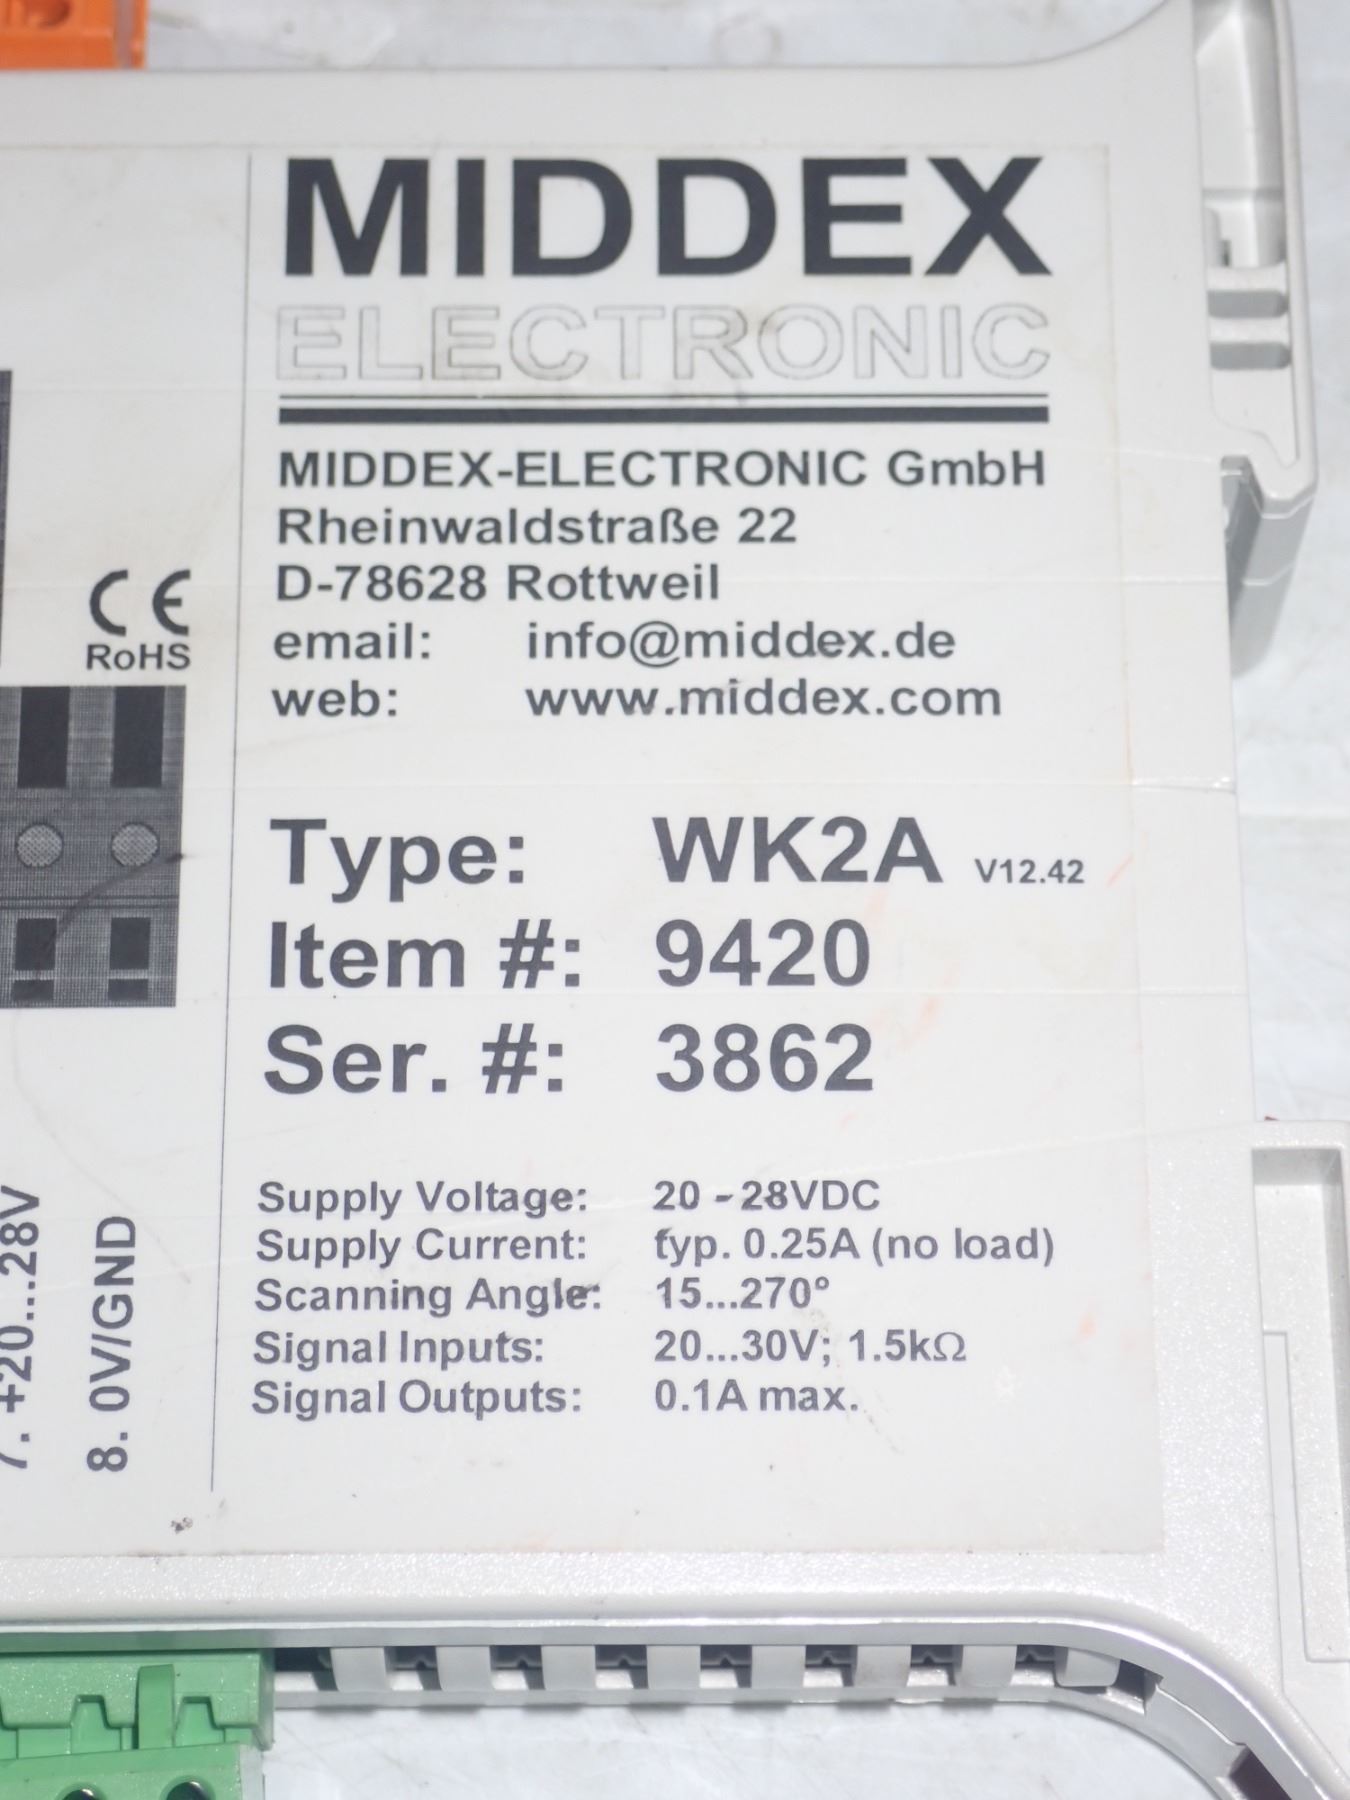 MIDDEX
ELECTRONIC
MIDDEX-ELECTRONIC GmbH
Rheinwaldstraße 22
D-78628 Rottweil
email: info@middex.de
web: www.middex.com
CE
RoHS
Type: WK2A V12.42
Item #: 9420
Ser. #: 3862
Supply Voltage: 20 - 28VDC
Supply Current: typ. 0.25A (no load)
Scanning Angle: 15...270°
Signal Inputs: 20...30V; 1.5kΩ
Signal Outputs: 0.1A max.
7. +20...28V
8. 0V/GND